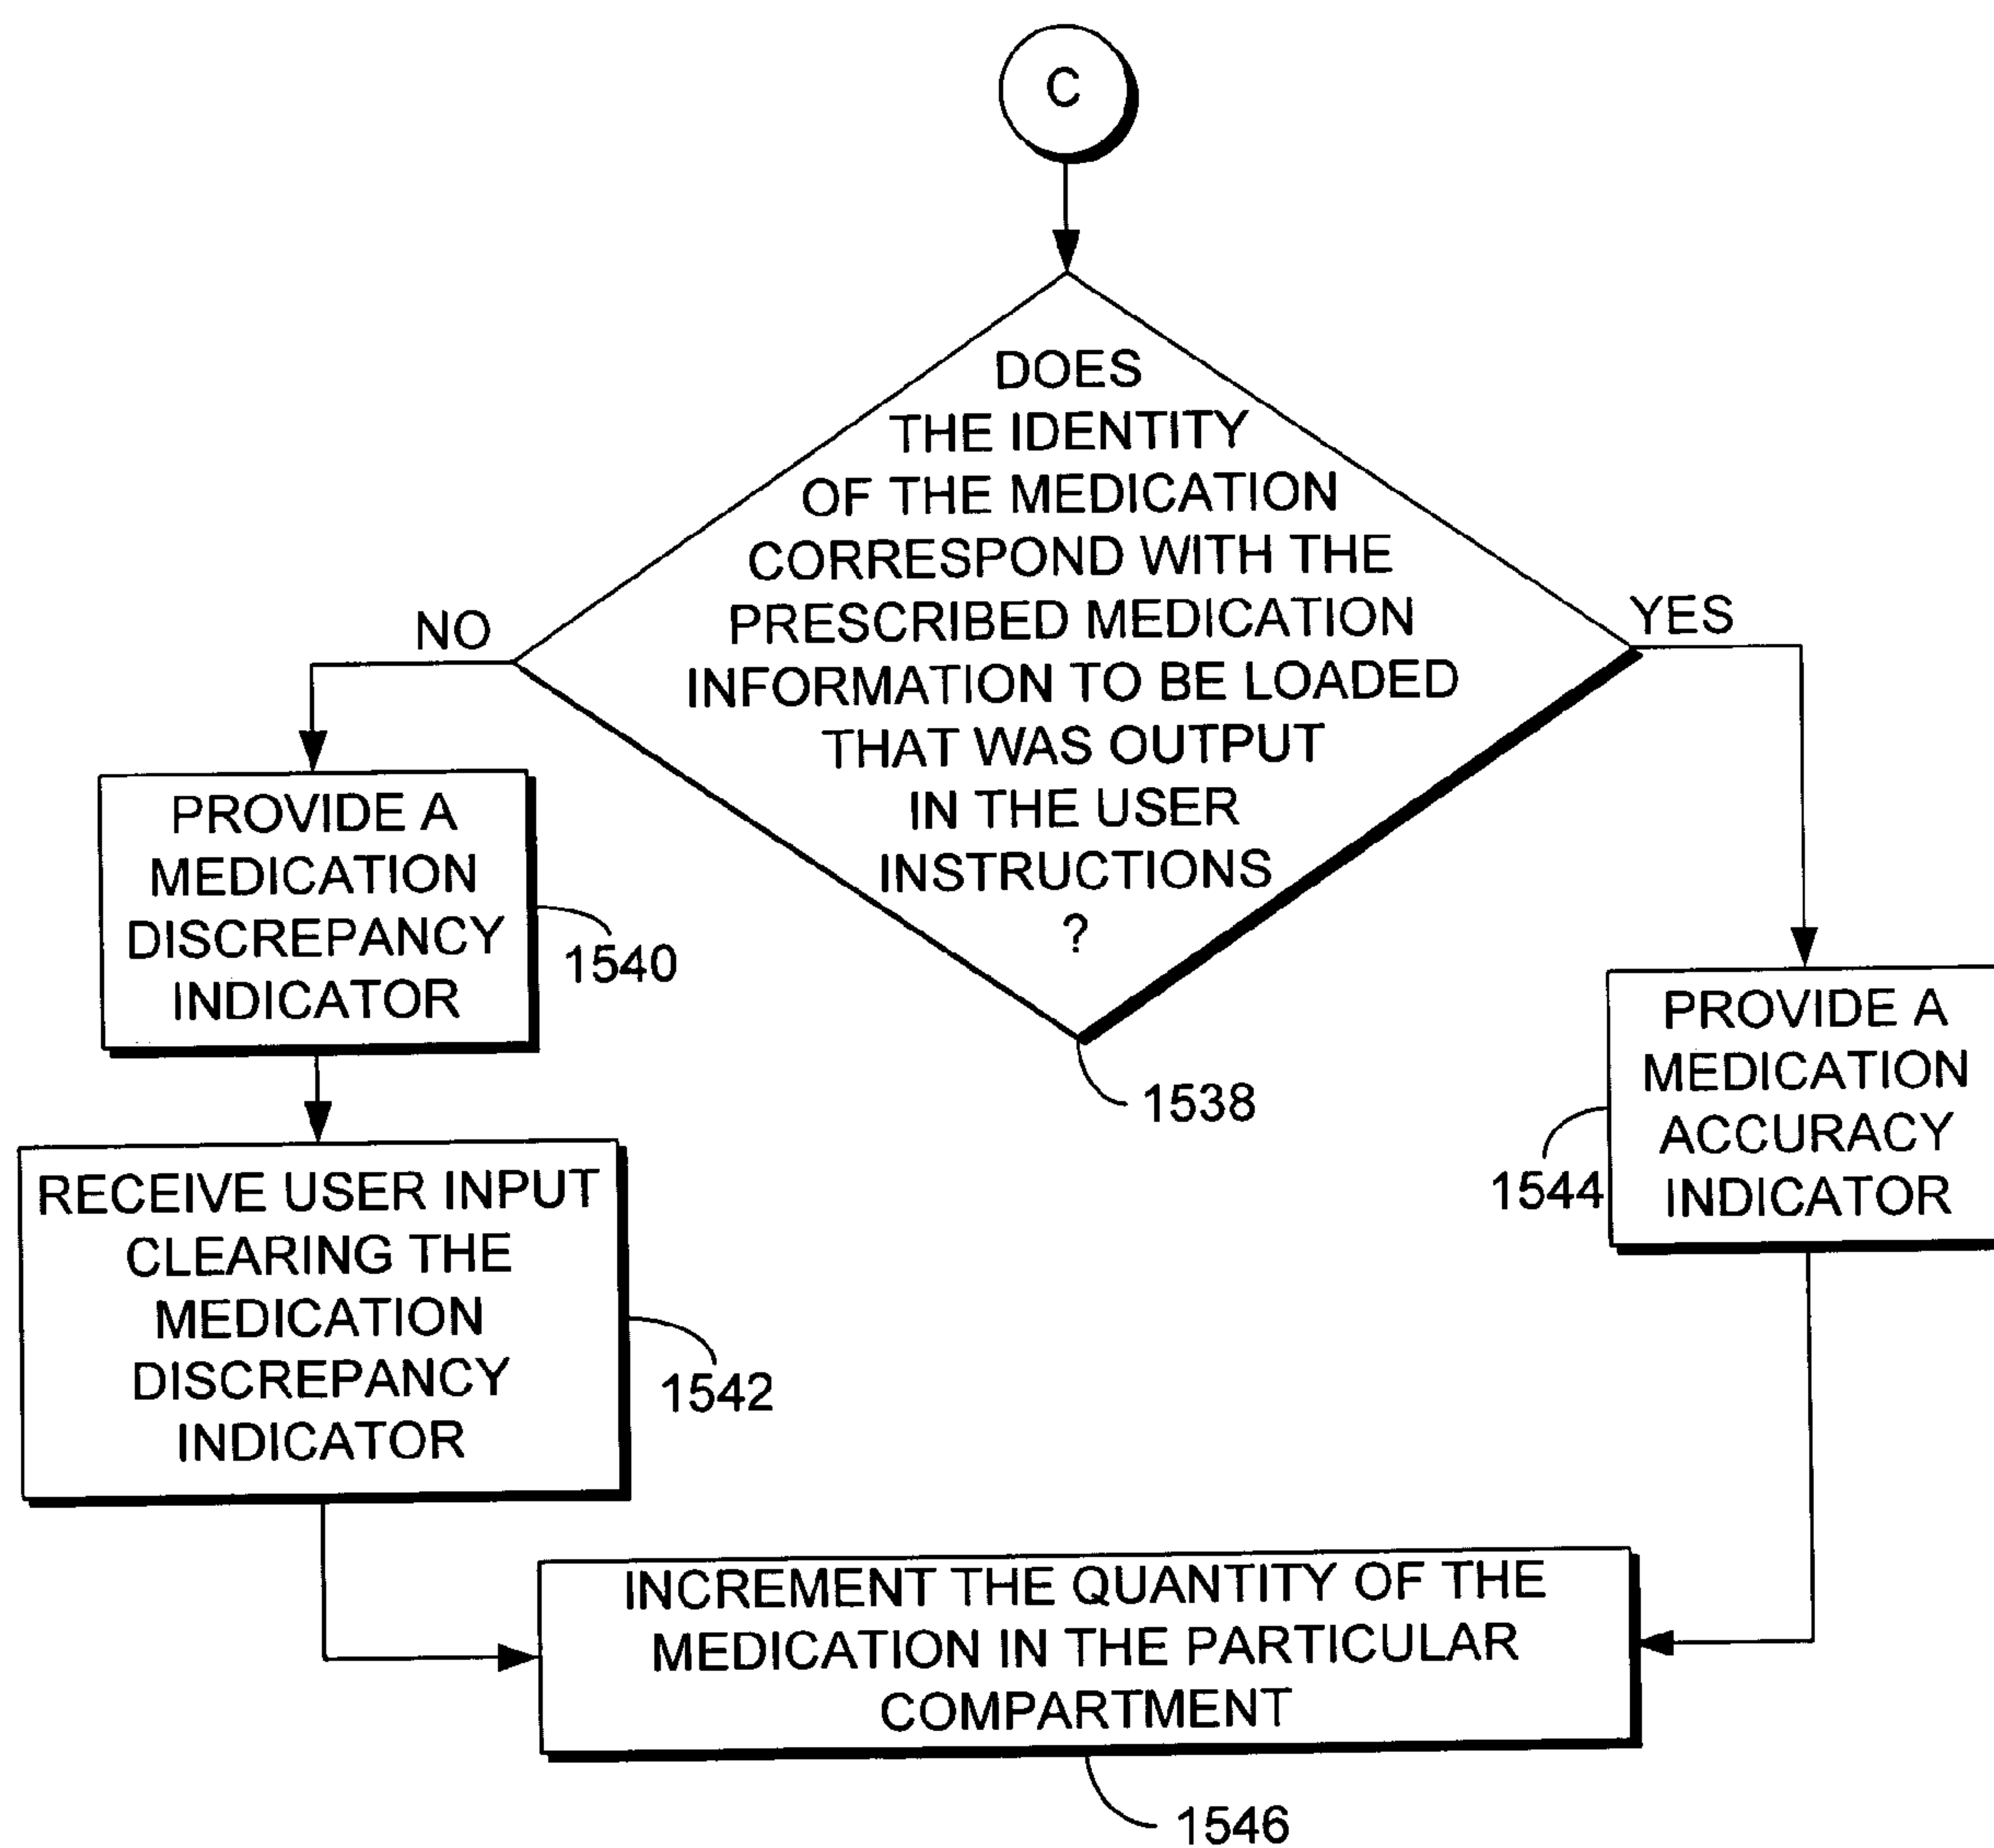 C
DOES
THE IDENTITY
OF THE MEDICATION
CORRESPOND WITH THE
PRESCRIBED MEDICATION
INFORMATION TO BE LOADED
THAT WAS OUTPUT
IN THE USER
INSTRUCTIONS
?
NO
YES
1538
PROVIDE A
MEDICATION
DISCREPANCY
INDICATOR
1540
RECEIVE USER INPUT
CLEARING THE
MEDICATION
DISCREPANCY
INDICATOR
1542
PROVIDE A
MEDICATION
ACCURACY
INDICATOR
1544
INCREMENT THE QUANTITY OF THE
MEDICATION IN THE PARTICULAR
COMPARTMENT
1546